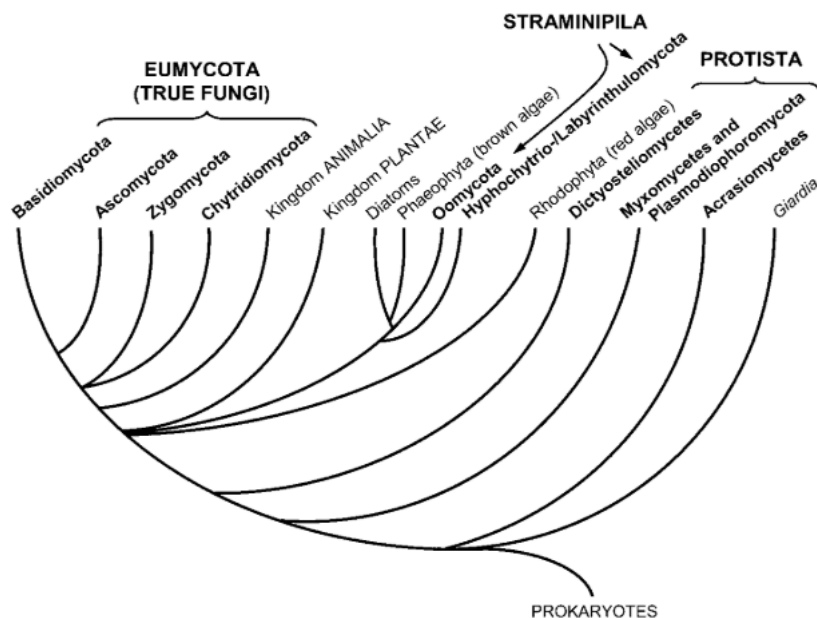 STRAMINIPILA
EUMYCOTA
(TRUE FUNGI)
PROTISTA
Basidiomycota
Ascomycota
Zygomycota
Chytridiomycota
Kingdom ANIMALIA
Kingdom PLANTAE
Diatoms
Phaeophyta (brown algae)
Oomycota
Hyphochytrio-/Labyrinthulomycota
Rhodophyta (red algae)
Dictyosteliomycetes
Myxomycetes and
Plasmodiophoromycota
Acrasiomycetes
Giardia
PROKARYOTES